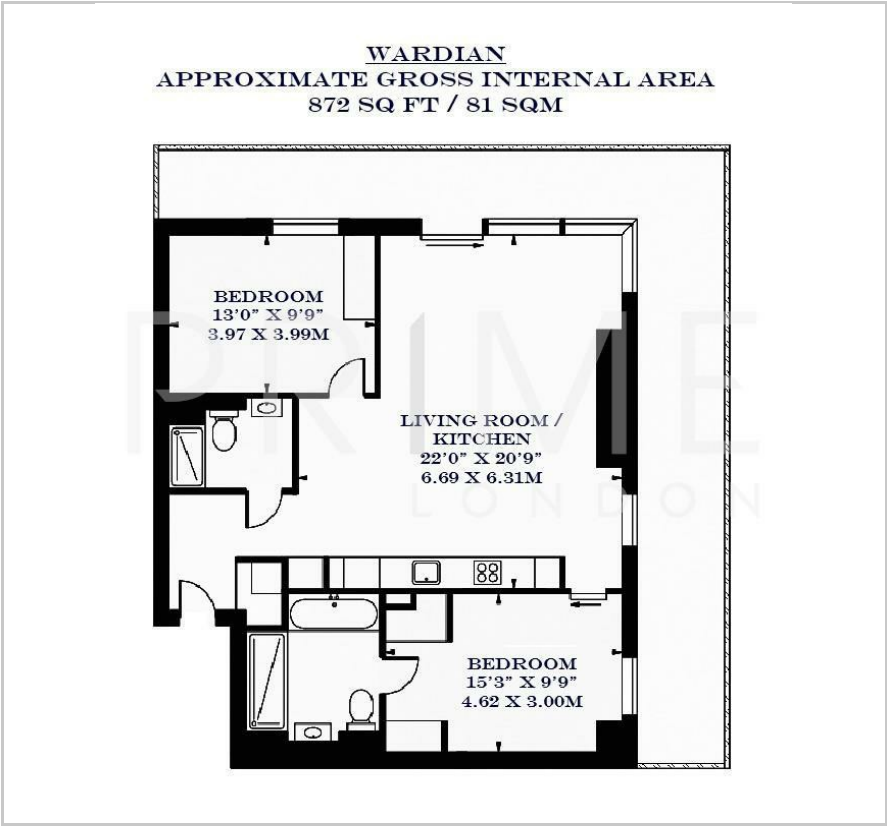 WARDIAN
APPROXIMATE GROSS INTERNAL AREA
872 SQ FT / 81 SQM
BEDROOM
13'0" X 9'9"
3.97 X 3.99M
PRIME
LIVING ROOM /
KITCHEN
22'0" X 20'9"
6.69 X 6.31M
LONDON
BEDROOM
15'3" X 9'9"
4.62 X 3.00M